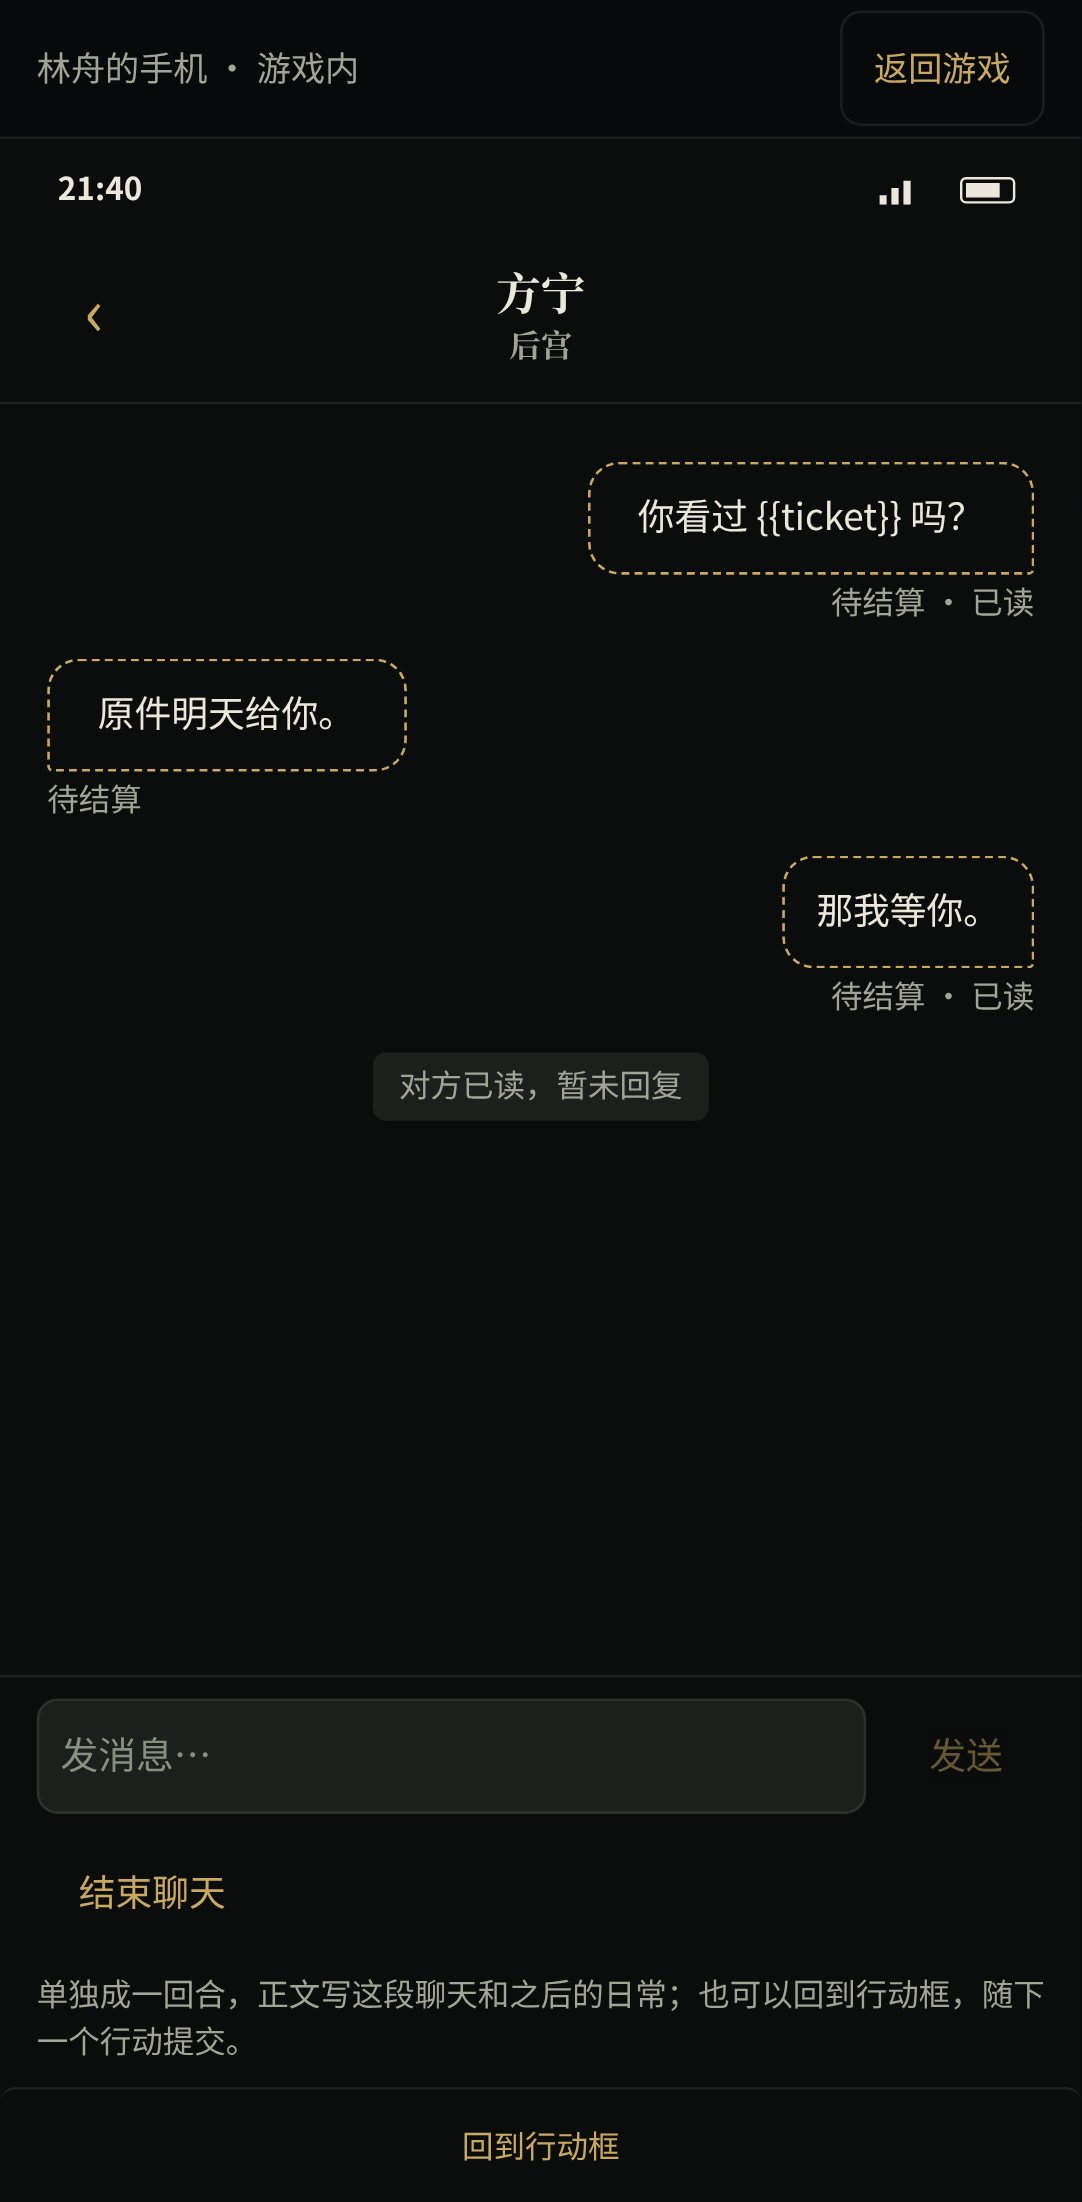 林舟的手机 · 游戏内
返回游戏
21:40
‹
方宁
后宫
你看过 {{ticket}} 吗？
待结算 · 已读
原件明天给你。
待结算
那我等你。
待结算 · 已读
对方已读，暂未回复
发消息…
发送
结束聊天
单独成一回合，正文写这段聊天和之后的日常；也可以回到行动框，随下
一个行动提交。
回到行动框